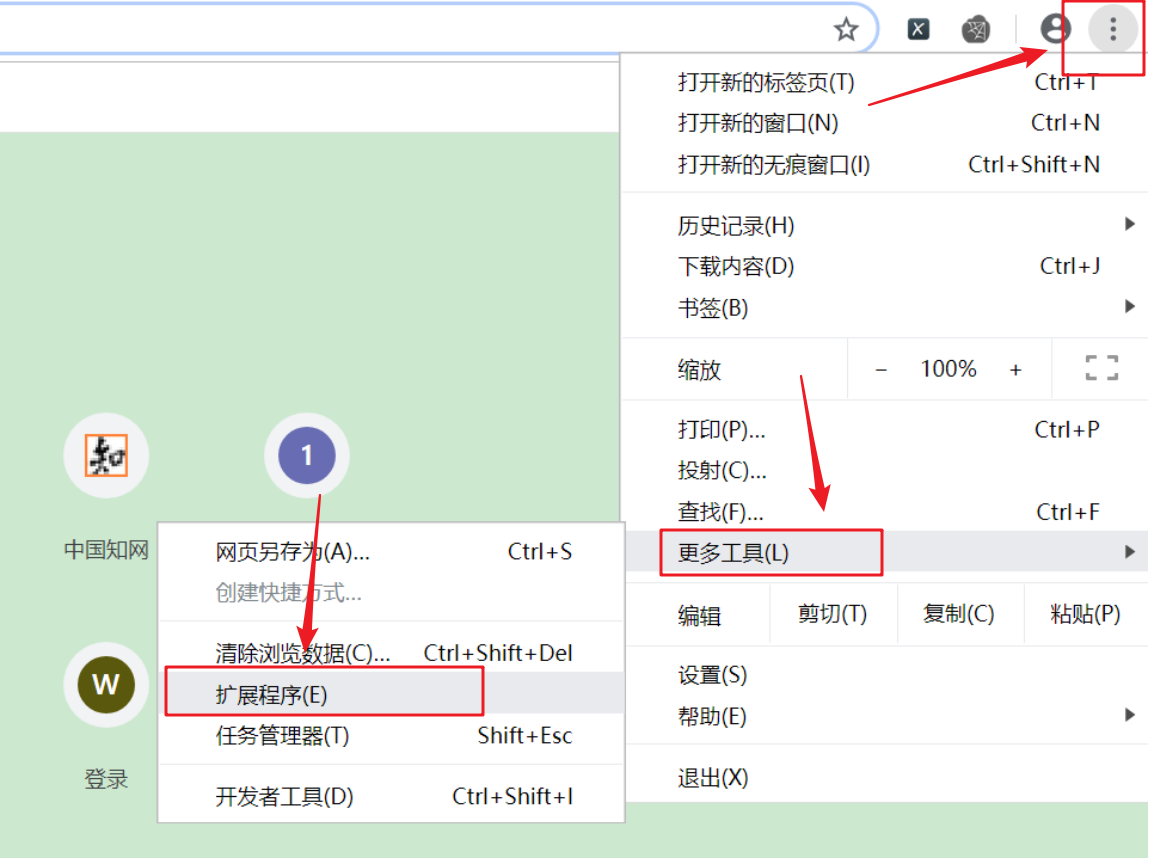 打开新的标签页(T) Ctrl+T
打开新的窗口(N) Ctrl+N
打开新的无痕窗口(I) Ctrl+Shift+N
历史记录(H)
下载内容(D) Ctrl+J
书签(B)
缩放 − 100% +
打印(P)... Ctrl+P
投射(C)...
查找(F)... Ctrl+F
更多工具(L)
编辑 剪切(T) 复制(C) 粘贴(P)
设置(S)
帮助(E)
退出(X)
网页另存为(A)... Ctrl+S
创建快捷方式...
清除浏览数据(C)... Ctrl+Shift+Del
扩展程序(E)
任务管理器(T) Shift+Esc
开发者工具(D) Ctrl+Shift+I
X
知
1
中国知网
W
登录